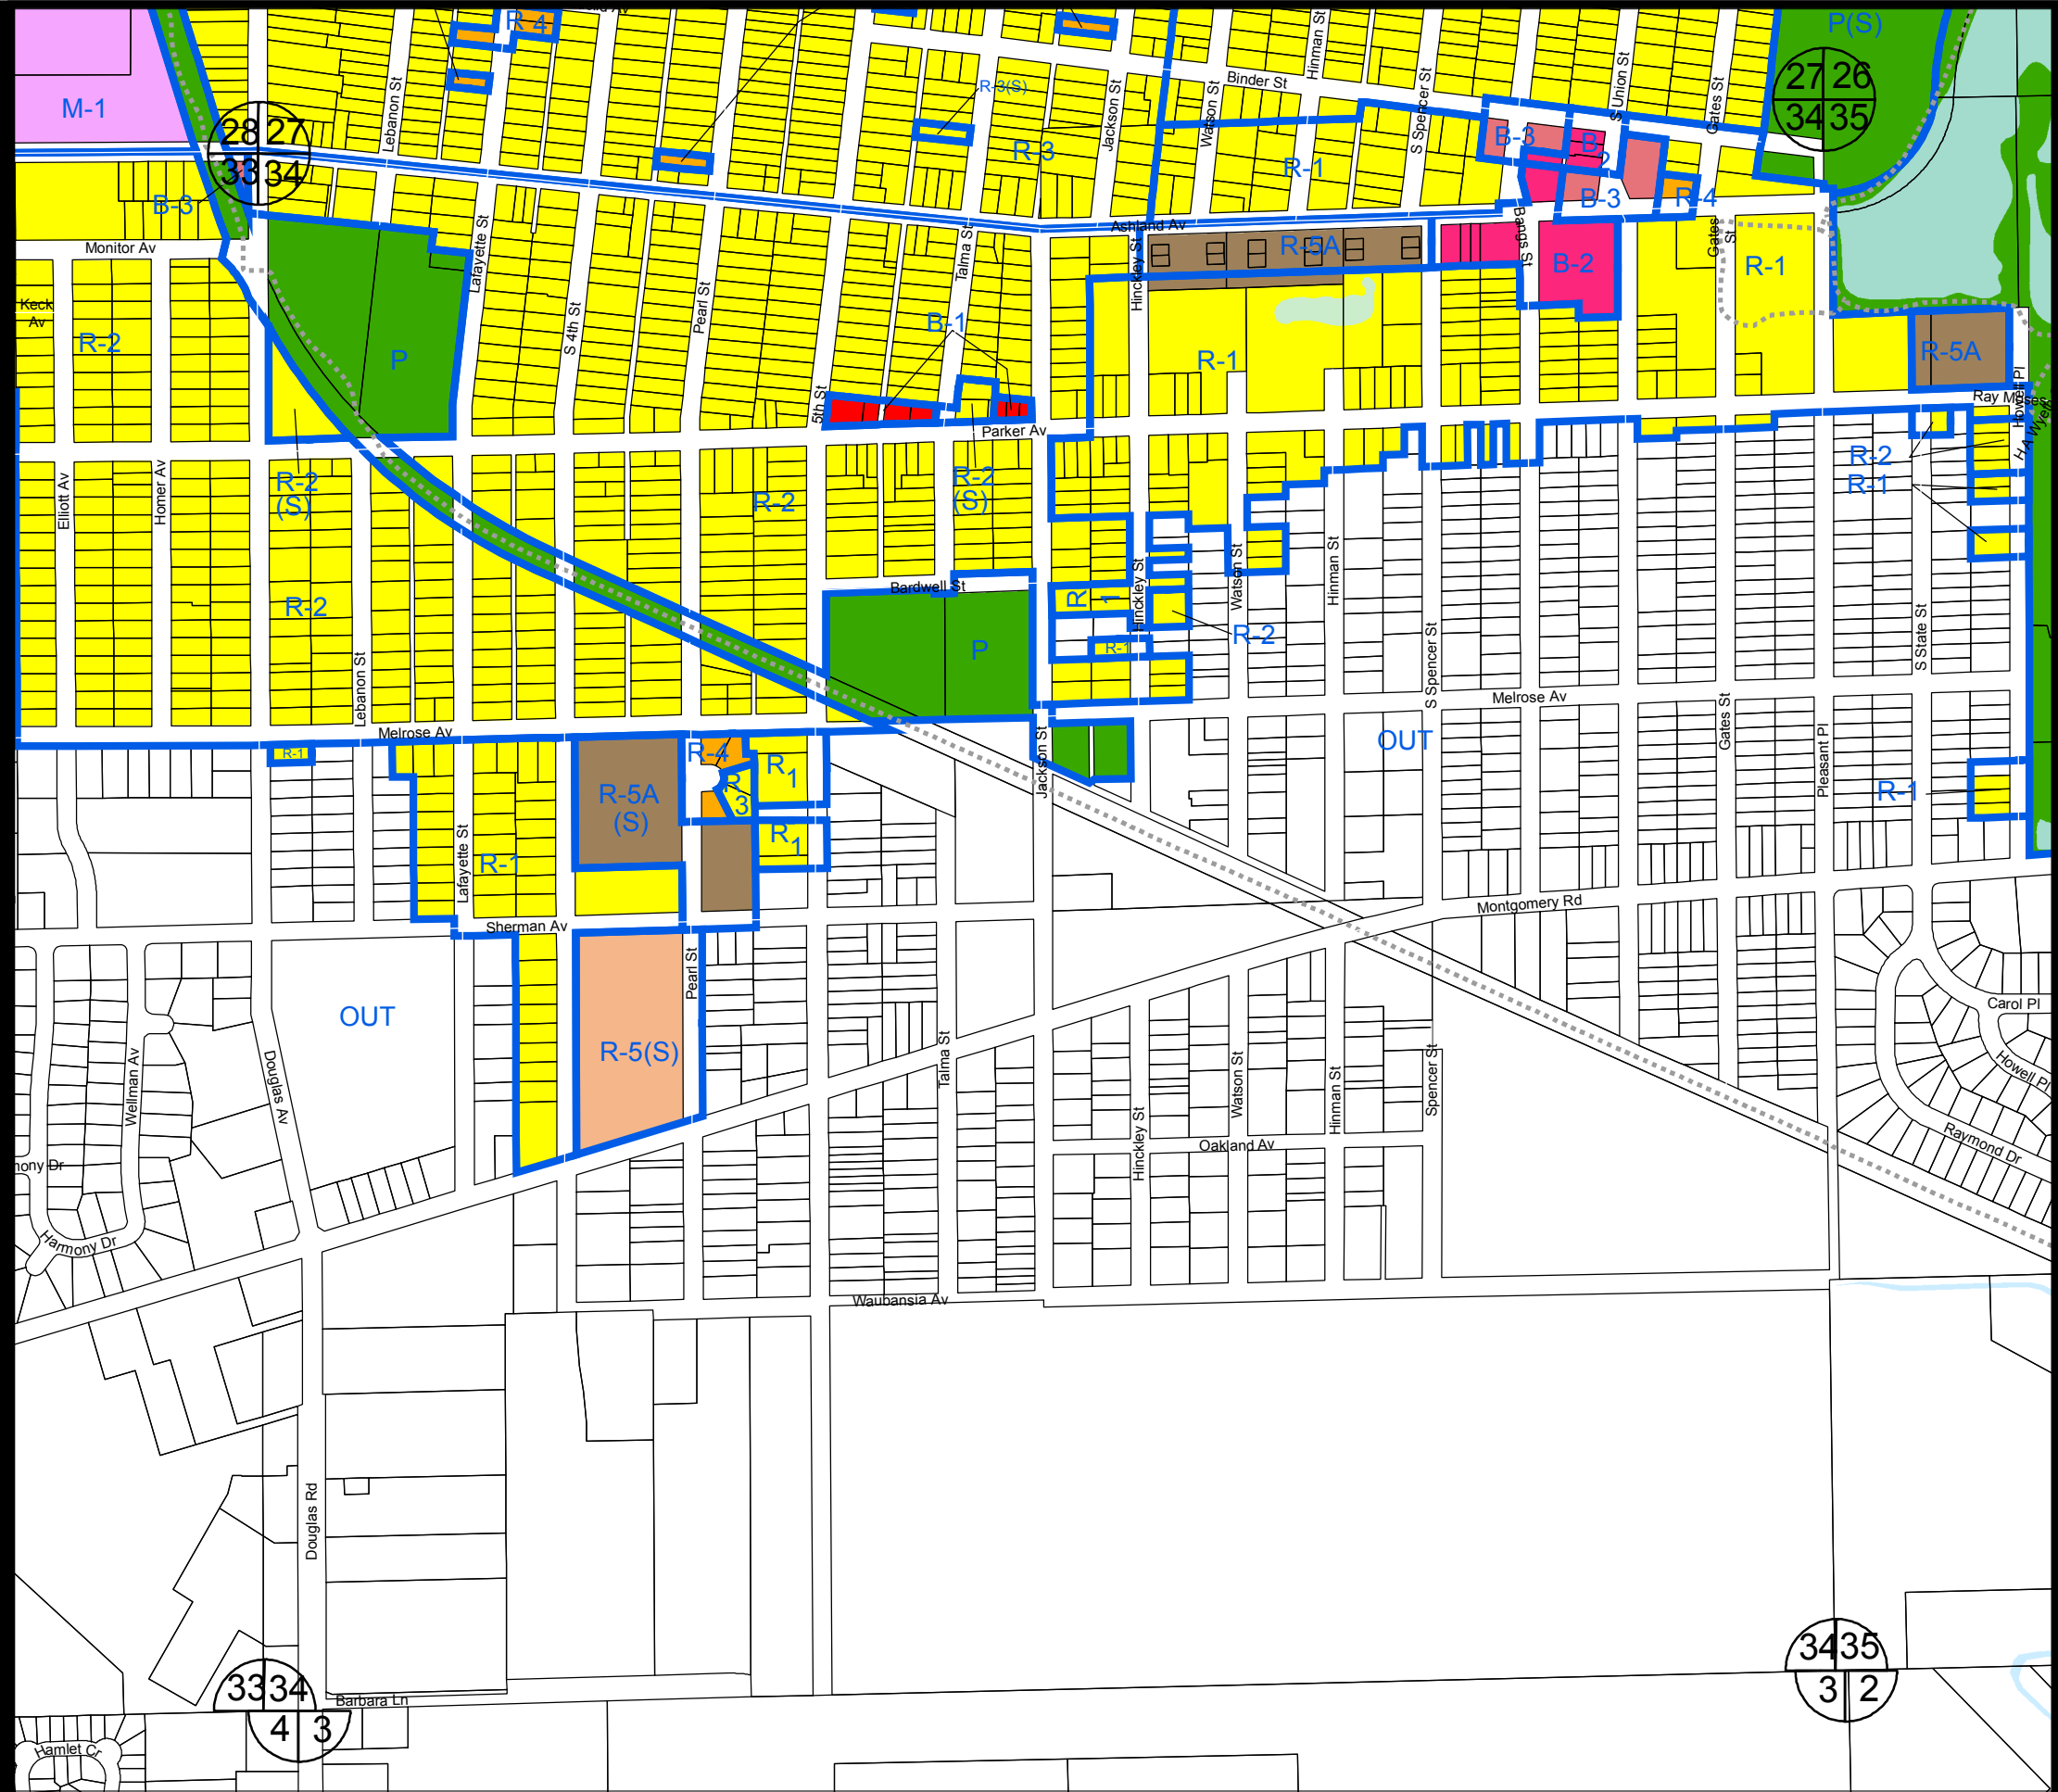 R-4
P(S)
M-1
Lebanon St
R-3(S)
Jackson St
Watson St
Binder St
Hinman St
S Spencer St
S Union St
Gates St
27 26
34 35
28 27
33 34
B-3
R-3
R-1
B-3
B
2
B-3
R-4
Monitor Av
Lafayette St
Talma St
Ashland Av
Hinckley St
R-5A
Bangs St
B-2
Gates
St
R-1
Keck
Av
R-2
P
S 4th St
Pearl St
B-1
R-1
R-5A
Howell Pl
5th St
Parker Av
Ray Moses
Elliott Av
Homer Av
R-2
(S)
R-2
R-2
(S)
R-2
R-1
R-2
Bardwell St
R
1
Hinckley St
Watson St
Hinman St
R-2
P
R-1
Lebanon St
S Spencer St
S State St
Melrose Av
Gates St
Pleasant Pl
Melrose Av
R-1
R-4
R
3
R
1
Jackson St
OUT
R-5A
(S)
R
1
R-1
Lafayette St
R-1
Sherman Av
Montgomery Rd
Pearl St
OUT
R-5(S)
Talma St
Carol Pl
Howell Pl
Raymond Dr
Wellman Av
Douglas Av
Hinckley St
Watson St
Hinman St
Spencer St
Oakland Av
mony Dr
Harmony Dr
Waubansia Av
Douglas Rd
33 34
4 3
Barbara Ln
Hamlet Cr
34 35
3 2